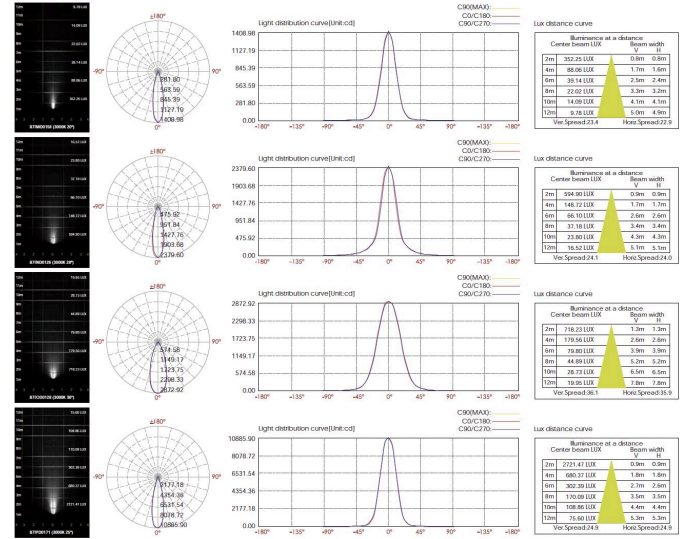 ±180°
-90°
90°
281.80
563.59
845.39
1127.19
1408.98
0°
C90(MAX):
C0/C180:
C90/C270:
Light distribution curve[Unit:cd]
1408.98
1127.19
845.39
563.59
281.80
0.00
-180° -135° -90° -45° 0° 45° 90° 135° 180°
Lux distance curve
Illuminance at a distance
Center beam LUX Beam width
V H
2m 352.25 LUX 0.8m 0.8m
4m 88.06 LUX 1.7m 1.6m
6m 39.14 LUX 2.5m 2.4m
8m 22.02 LUX 3.3m 3.2m
10m 14.09 LUX 4.1m 4.1m
12m 9.78 LUX 5.0m 4.9m
Ver.Spread:23.4 Horiz.Spread:22.9
±180°
-90°
90°
475.92
951.84
1427.76
1903.68
2379.60
0°
C90(MAX):
C0/C180:
C90/C270:
Light distribution curve[Unit:cd]
2379.60
1903.68
1427.76
951.84
475.92
0.00
-180° -135° -90° -45° 0° 45° 90° 135° 180°
Lux distance curve
Illuminance at a distance
Center beam LUX Beam width
V H
2m 594.90 LUX 0.9m 0.9m
4m 148.72 LUX 1.7m 1.7m
6m 66.10 LUX 2.6m 2.6m
8m 37.18 LUX 3.4m 3.4m
10m 23.80 LUX 4.3m 4.3m
12m 16.52 LUX 5.1m 5.1m
Ver.Spread:24.1 Horiz.Spread:24.0
±180°
-90°
90°
574.58
1149.17
1723.75
2298.33
2872.92
0°
C90(MAX):
C0/C180:
C90/C270:
Light distribution curve[Unit:cd]
2872.92
2298.33
1723.75
1149.17
574.58
0.00
-180° -135° -90° -45° 0° 45° 90° 135° 180°
Lux distance curve
Illuminance at a distance
Center beam LUX Beam width
V H
2m 718.23 LUX 1.3m 1.3m
4m 179.56 LUX 2.6m 2.6m
6m 79.80 LUX 3.9m 3.9m
8m 44.89 LUX 5.2m 5.2m
10m 28.73 LUX 6.5m 6.5m
12m 19.95 LUX 7.8m 7.8m
Ver.Spread:36.1 Horiz.Spread:35.9
±180°
-90°
90°
2177.18
4354.36
6531.54
8078.72
10885.90
0°
C90(MAX):
C0/C180:
C90/C270:
Light distribution curve[Unit:cd]
10885.90
8078.72
6531.54
4354.36
2177.18
0.00
-180° -135° -90° -45° 0° 45° 90° 135° 180°
Lux distance curve
Illuminance at a distance
Center beam LUX Beam width
V H
2m 2721.47 LUX 0.9m 0.9m
4m 680.37 LUX 1.8m 1.8m
6m 302.39 LUX 2.7m 2.6m
8m 170.09 LUX 3.5m 3.5m
10m 108.86 LUX 4.4m 4.4m
12m 75.60 LUX 5.3m 5.3m
Ver.Spread:24.9 Horiz.Spread:24.9